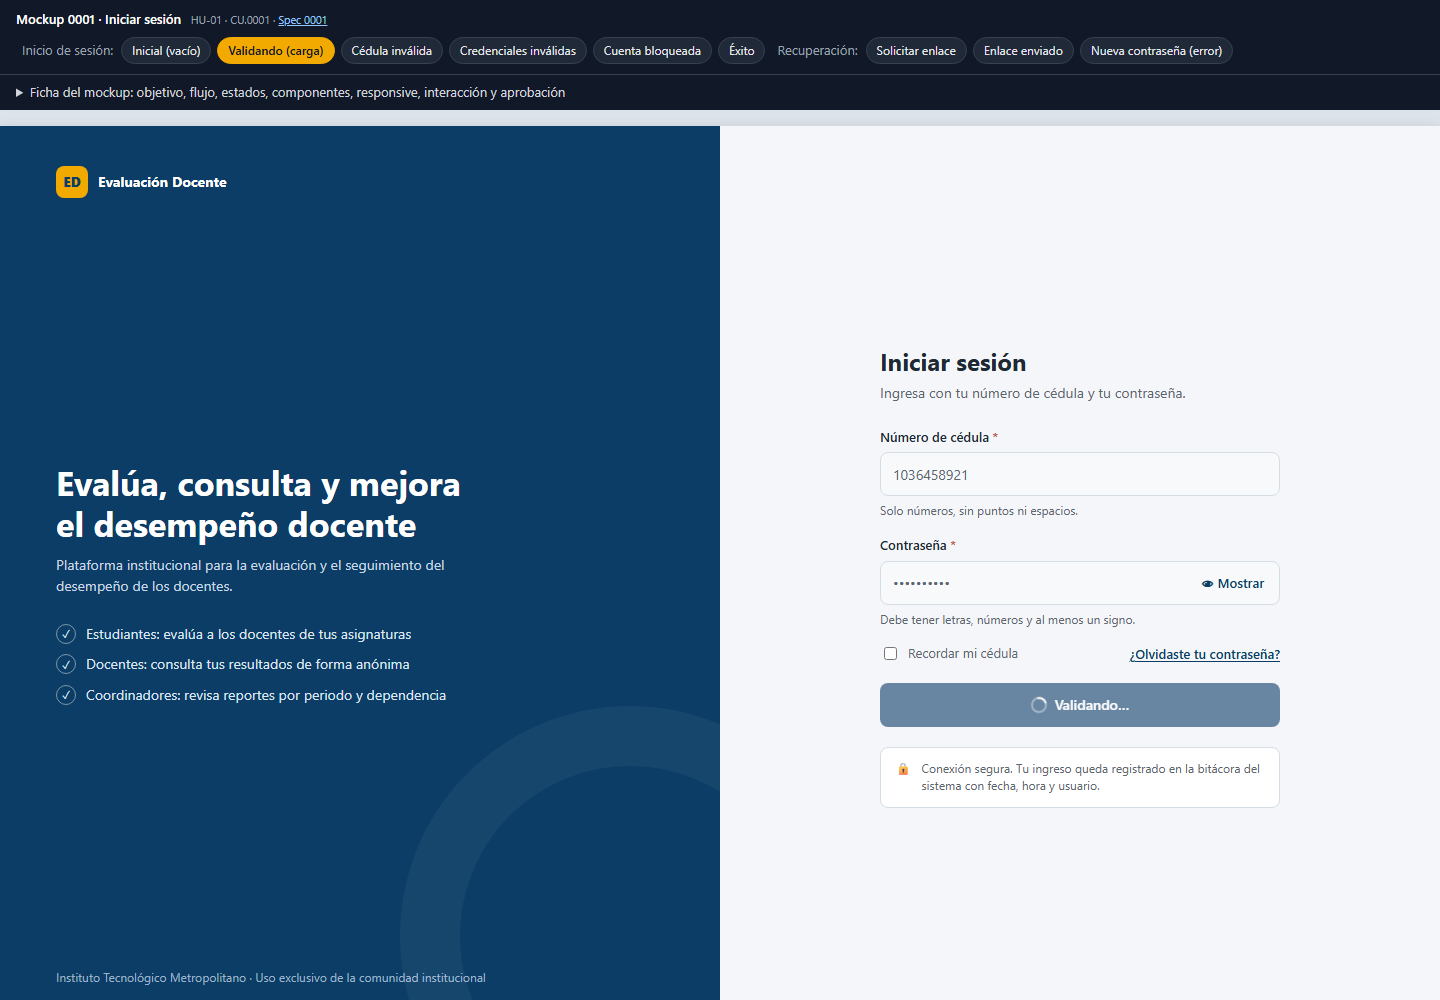 Mockup 0001 · Iniciar sesión HU-01 · CU.0001 · Spec 0001
Inicio de sesión: Inicial (vacío) Validando (carga) Cédula inválida Credenciales inválidas Cuenta bloqueada Éxito Recuperación: Solicitar enlace Enlace enviado Nueva contraseña (error)
Ficha del mockup: objetivo, flujo, estados, componentes, responsive, interacción y aprobación
ED Evaluación Docente
Evalúa, consulta y mejora
el desempeño docente
Plataforma institucional para la evaluación y el seguimiento del
desempeño de los docentes.
Estudiantes: evalúa a los docentes de tus asignaturas
Docentes: consulta tus resultados de forma anónima
Coordinadores: revisa reportes por periodo y dependencia
Instituto Tecnológico Metropolitano · Uso exclusivo de la comunidad institucional
Iniciar sesión
Ingresa con tu número de cédula y tu contraseña.
Número de cédula *
1036458921
Solo números, sin puntos ni espacios.
Contraseña *
•••••••••• Mostrar
Debe tener letras, números y al menos un signo.
Recordar mi cédula ¿Olvidaste tu contraseña?
Validando...
Conexión segura. Tu ingreso queda registrado en la bitácora del
sistema con fecha, hora y usuario.